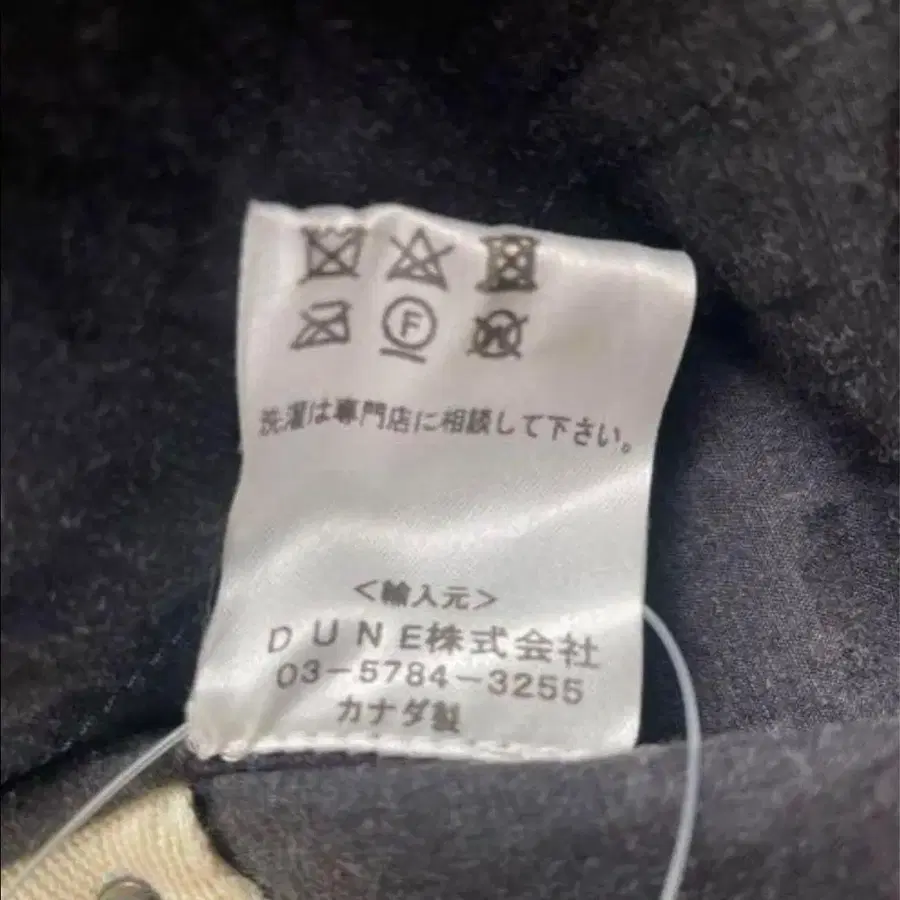 F
洗濯は専門店に相談して下さい。
<輸入元>
DUNE株式会社
03-5784-3255
カナダ製